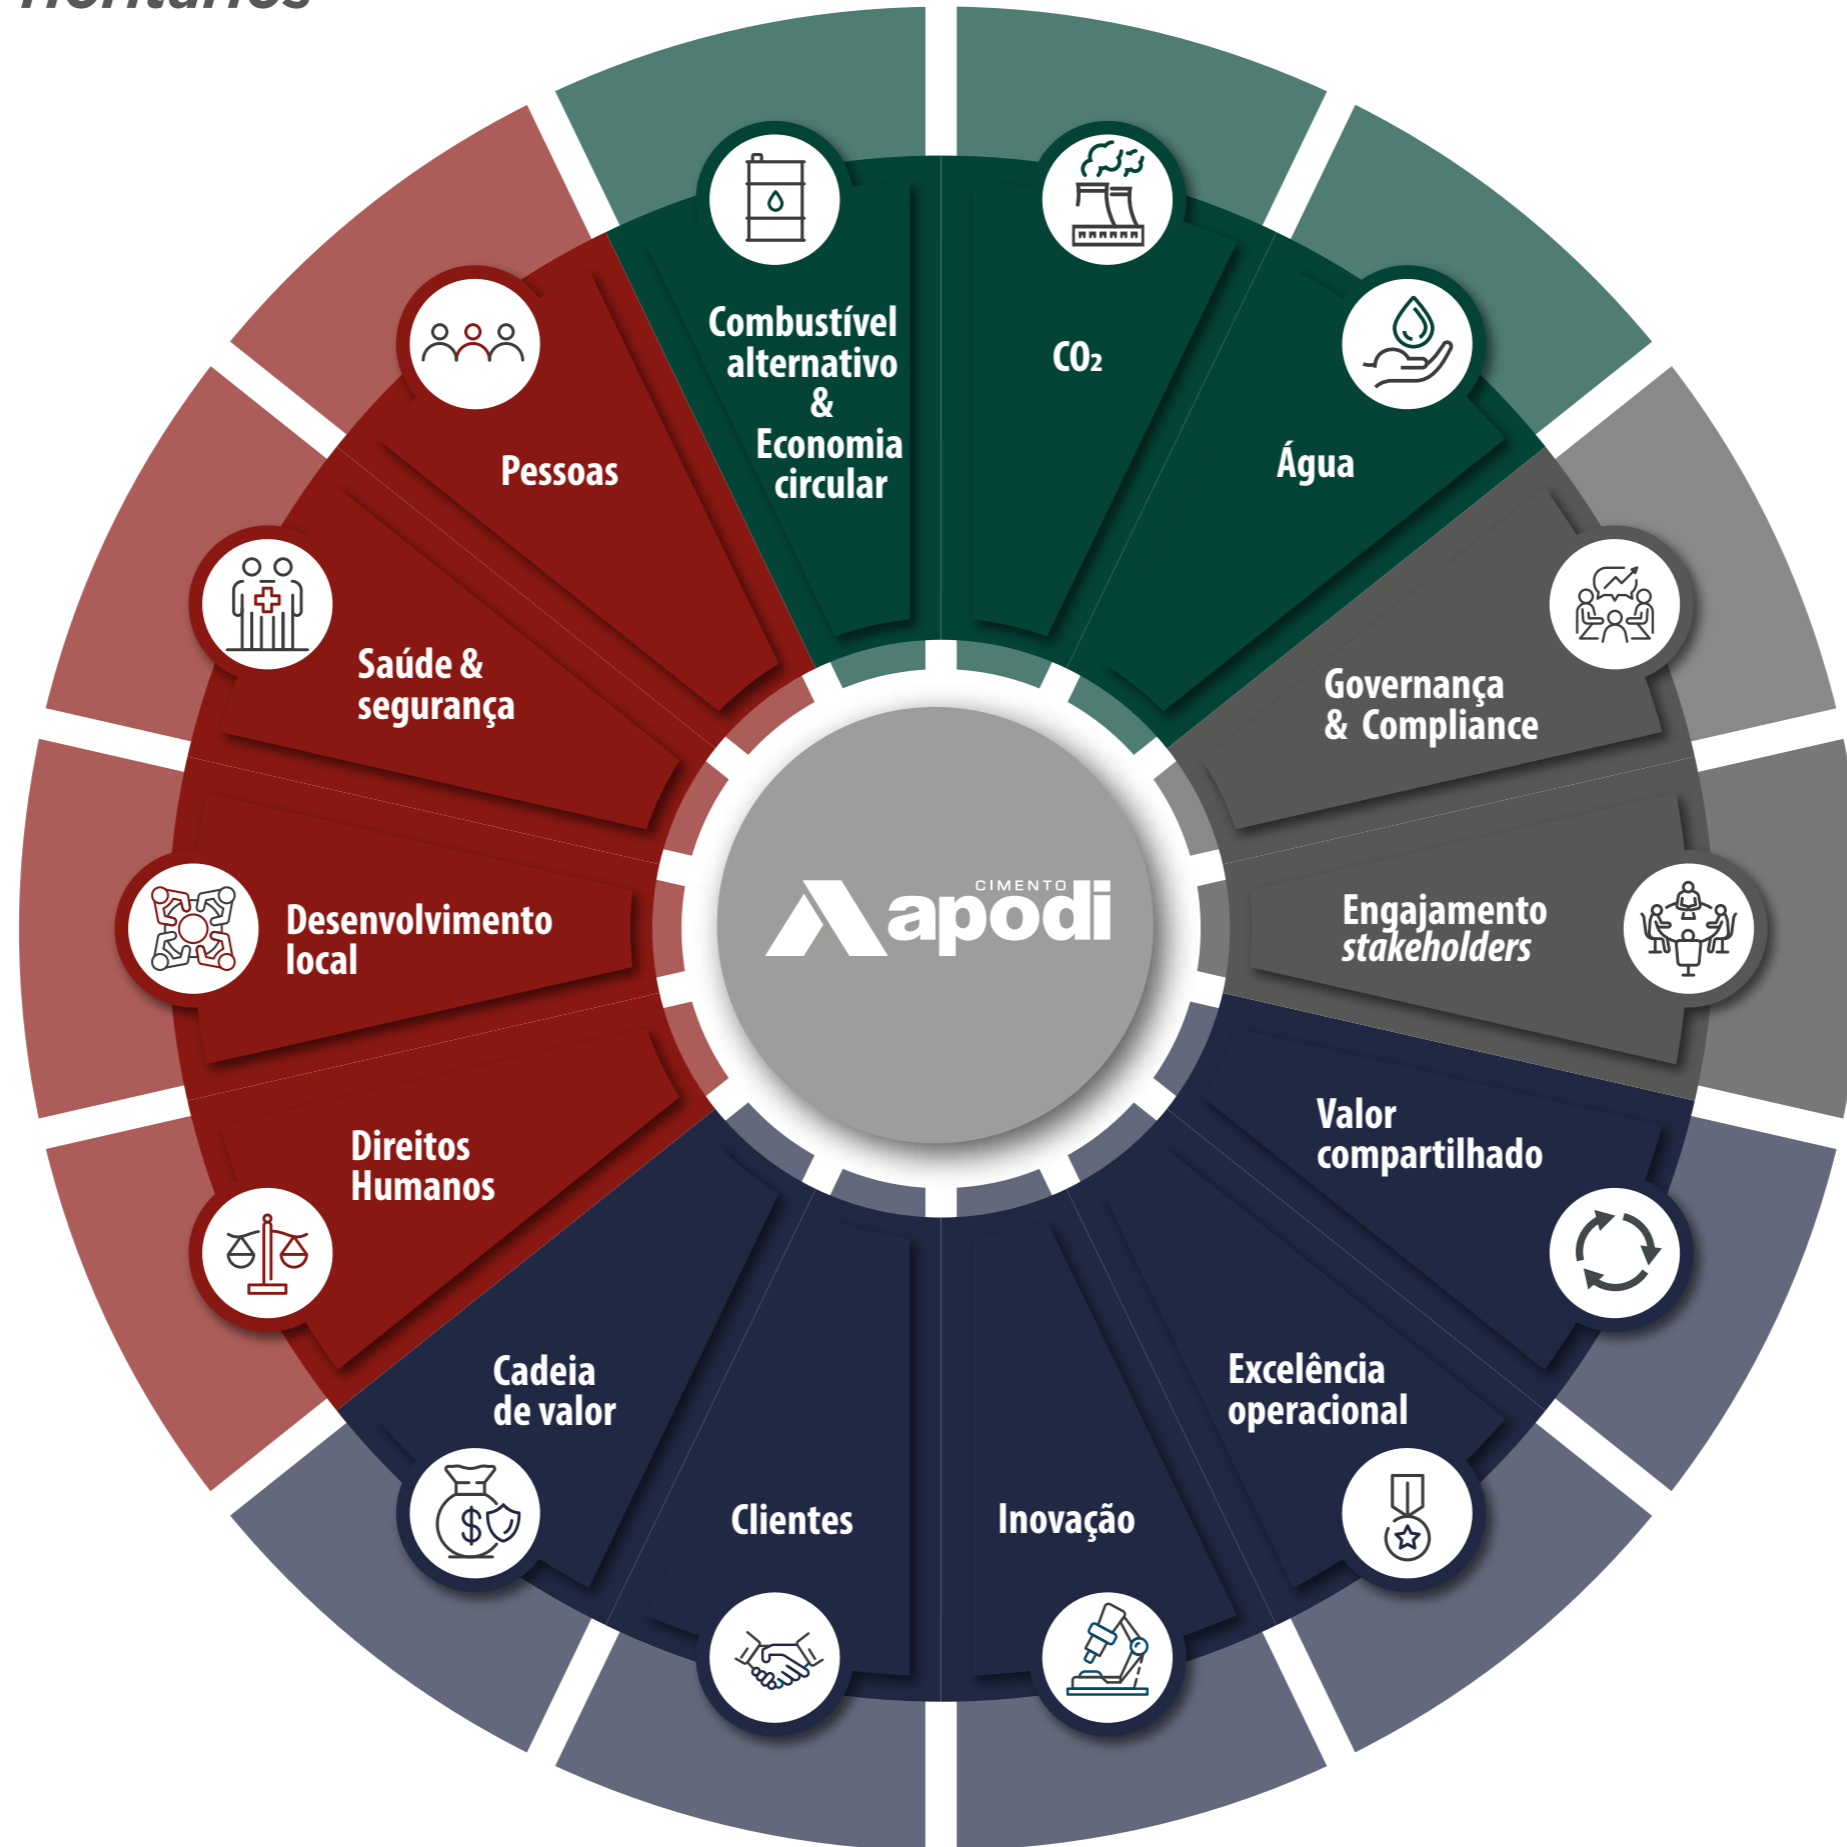 Combustível
alternativo
&
Economia
circular
CO₂
Água
Governança
& Compliance
Engajamento
stakeholders
Valor
compartilhado
Excelência
operacional
Inovação
Clientes
Cadeia
de valor
Direitos
Humanos
Desenvolvimento
local
Saúde &
segurança
Pessoas
CIMENTO
apodi
$